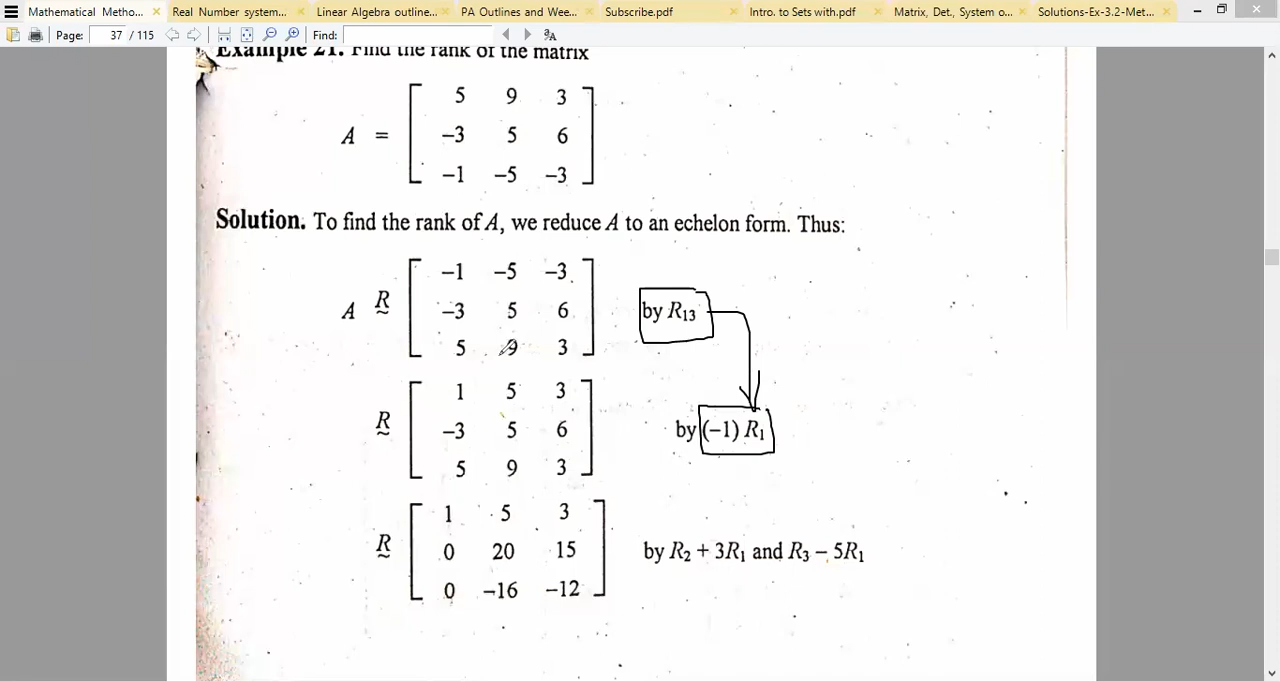 Mathematical Metho... Real Number system... Linear Algebra outline... PA Outlines and Wee... Subscribe.pdf Intro. to Sets with.pdf Matrix, Det., System o... Solutions-Ex-3.2-Met...
Page: 37 / 115 Find:
Example 21. Find the rank of the matrix
5 9 3
A = −3 5 6
−1 −5 −3
Solution. To find the rank of A, we reduce A to an echelon form. Thus:
−1 −5 −3
A R ~ −3 5 6 by R13
5 9 3
1 5 3
R ~ −3 5 6 by (−1) R1
5 9 3
1 5 3
R ~ 0 20 15 by R2 + 3R1 and R3 − 5R1
0 −16 −12